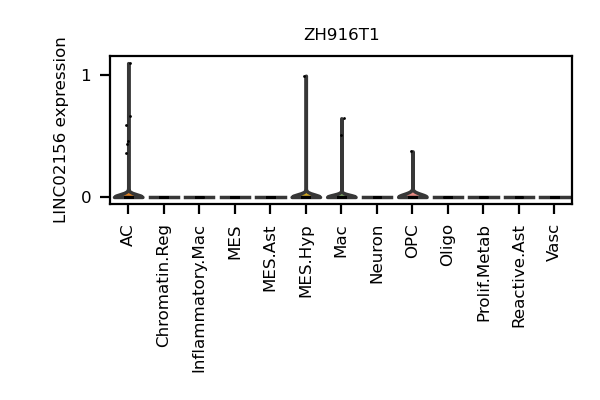 ZH916T1
LINC02156 expression
1
0
AC
Chromatin.Reg
Inflammatory.Mac
MES
MES.Ast
MES.Hyp
Mac
Neuron
OPC
Oligo
Prolif.Metab
Reactive.Ast
Vasc